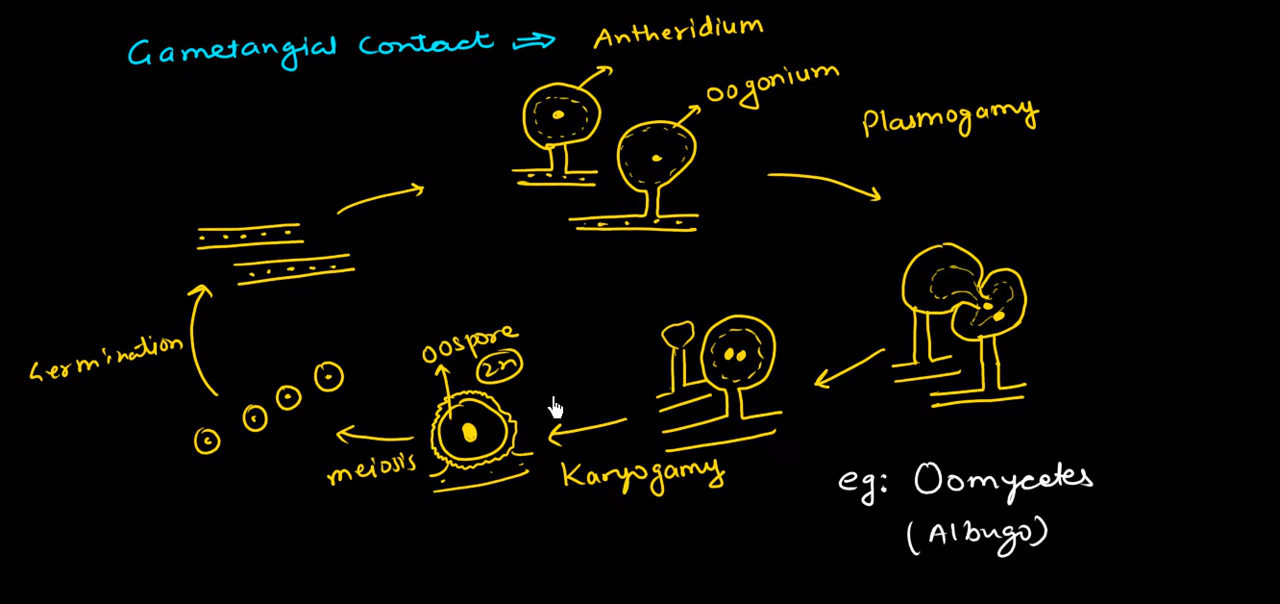 Gametangial Contact ⇒ Antheridium
Oogonium
Plasmogamy
Germination
Oospore
2n
meiosis
Karyogamy
eg: Oomycetes
(Albugo)